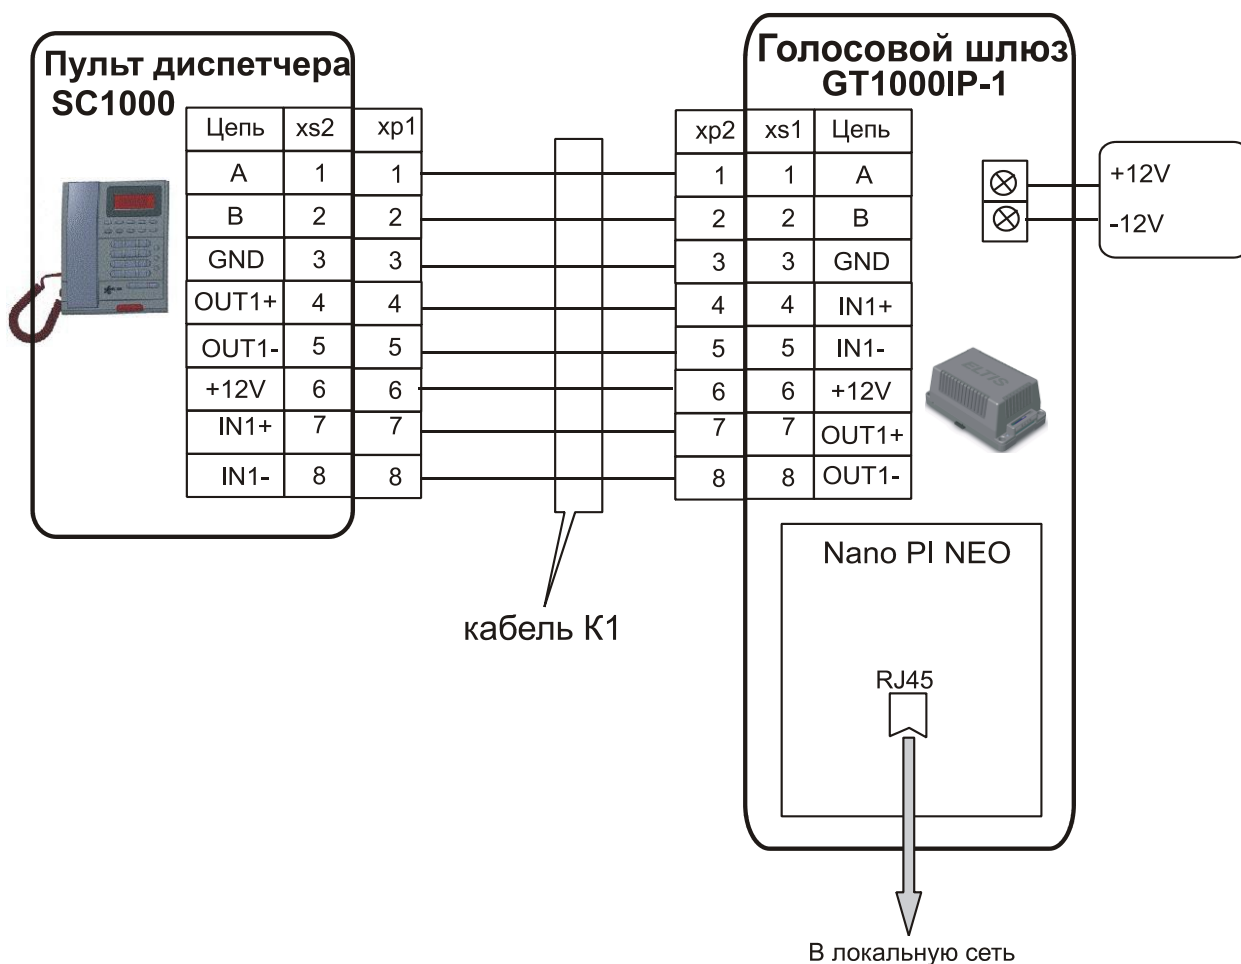 Пульт диспетчера
SC1000
Цепь xs2 xp1
A 1 1
B 2 2
GND 3 3
OUT1+ 4 4
OUT1- 5 5
+12V 6 6
IN1+ 7 7
IN1- 8 8
кабель К1
Голосовой шлюз
GT1000IP-1
xp2 xs1 Цепь
1 1 A
2 2 B
3 3 GND
4 4 IN1+
5 5 IN1-
6 6 +12V
7 7 OUT1+
8 8 OUT1-
+12V
-12V
ELTIS
Nano PI NEO
RJ45
В локальную сеть